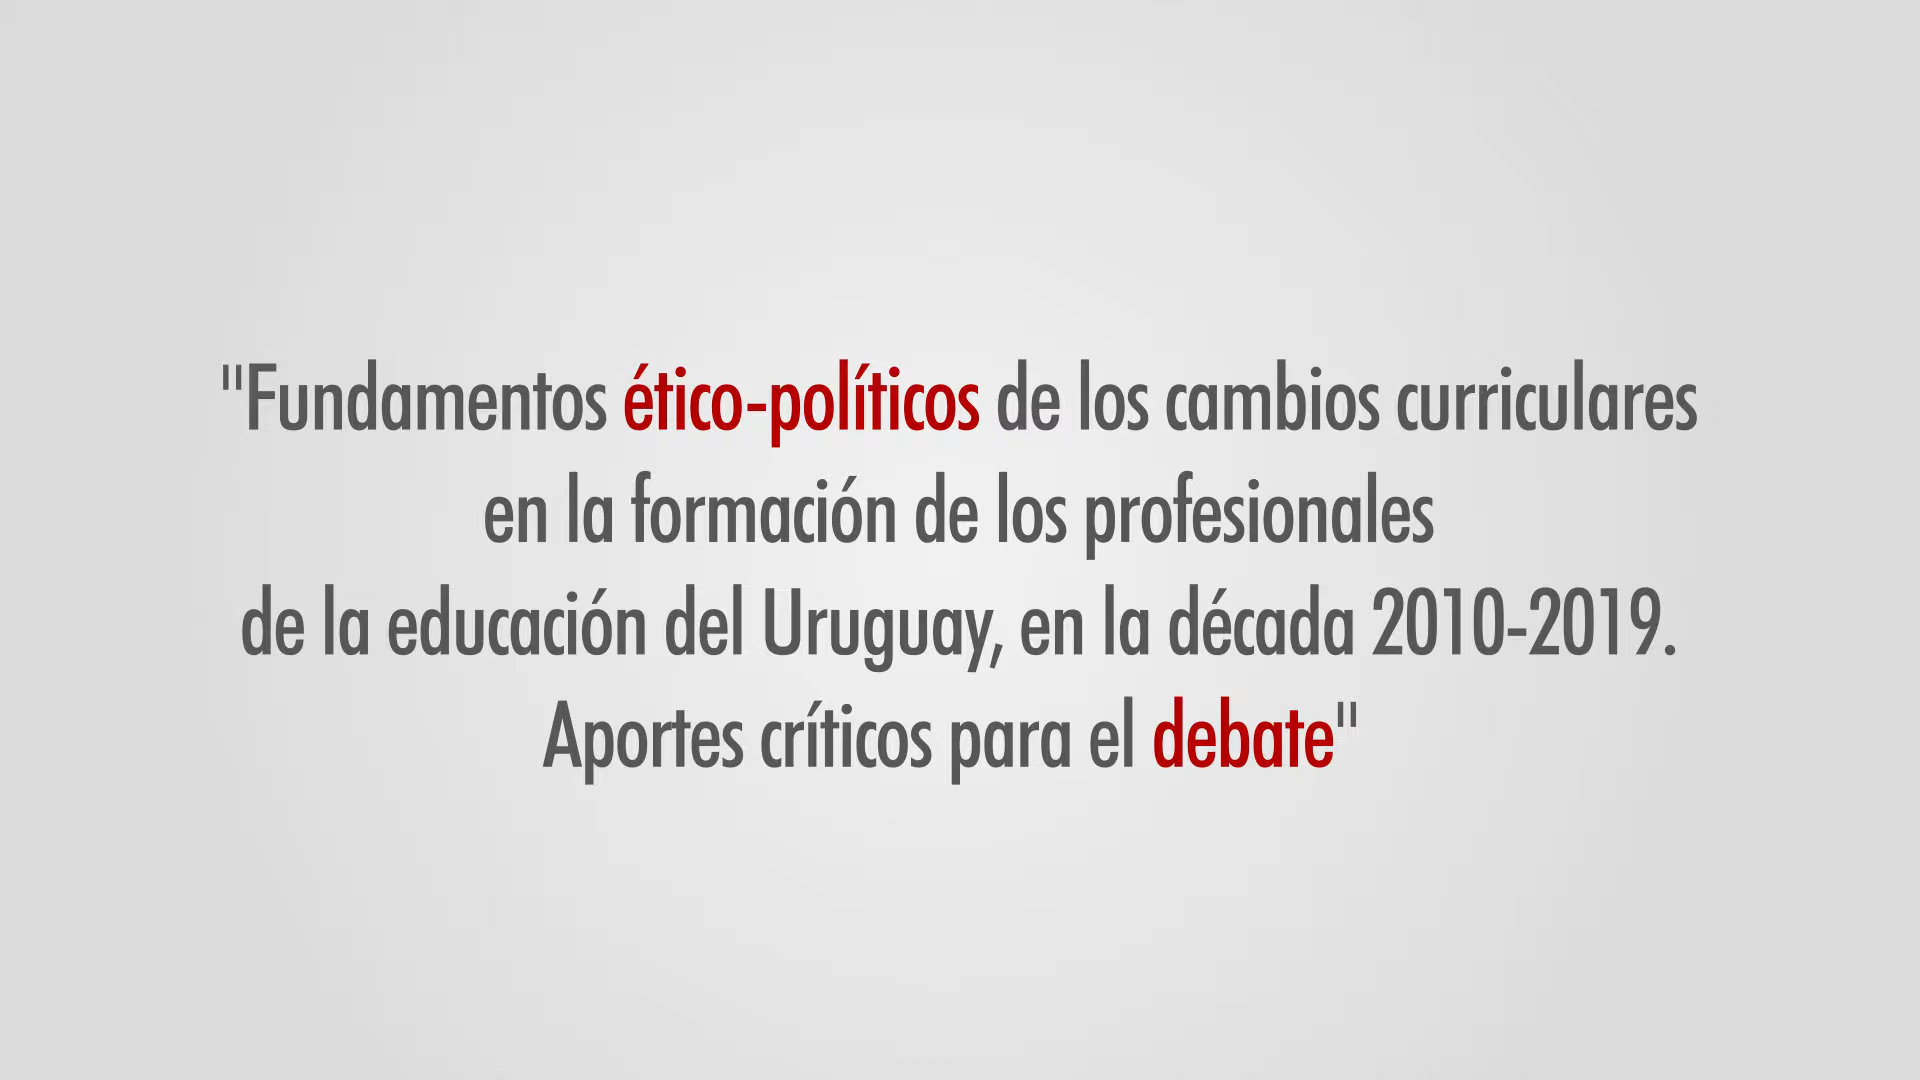 "Fundamentos ético-políticos de los cambios curriculares
en la formación de los profesionales
de la educación del Uruguay, en la década 2010-2019.
Aportes críticos para el debate"